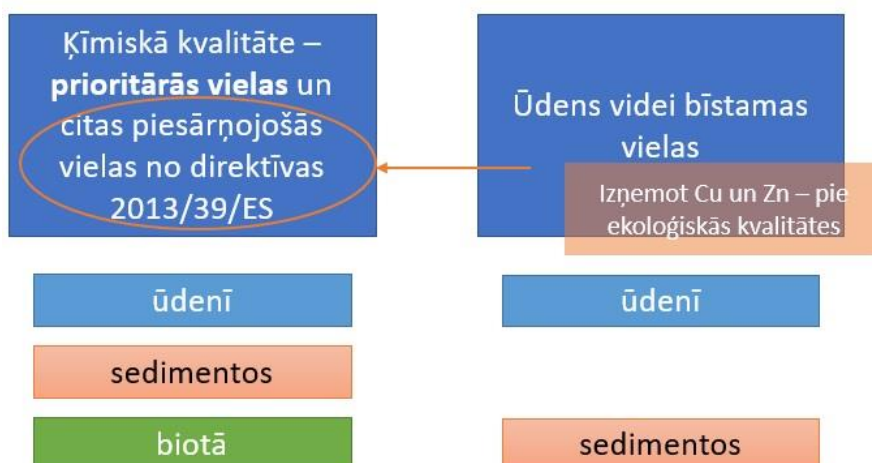 Ķīmiskā kvalitāte –
prioritārās vielas un
citas piesārņojošās
vielas no direktīvas
2013/39/ES
Ūdens videi bīstamas
vielas
Izņemot Cu un Zn – pie
ekoloģiskās kvalitātes
ūdenī
ūdenī
sedimentos
biotā
sedimentos